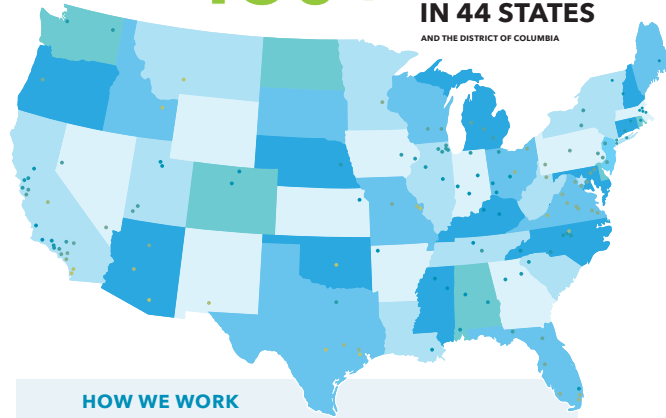 IN 44 STATES
AND THE DISTRICT OF COLUMBIA
HOW WE WORK